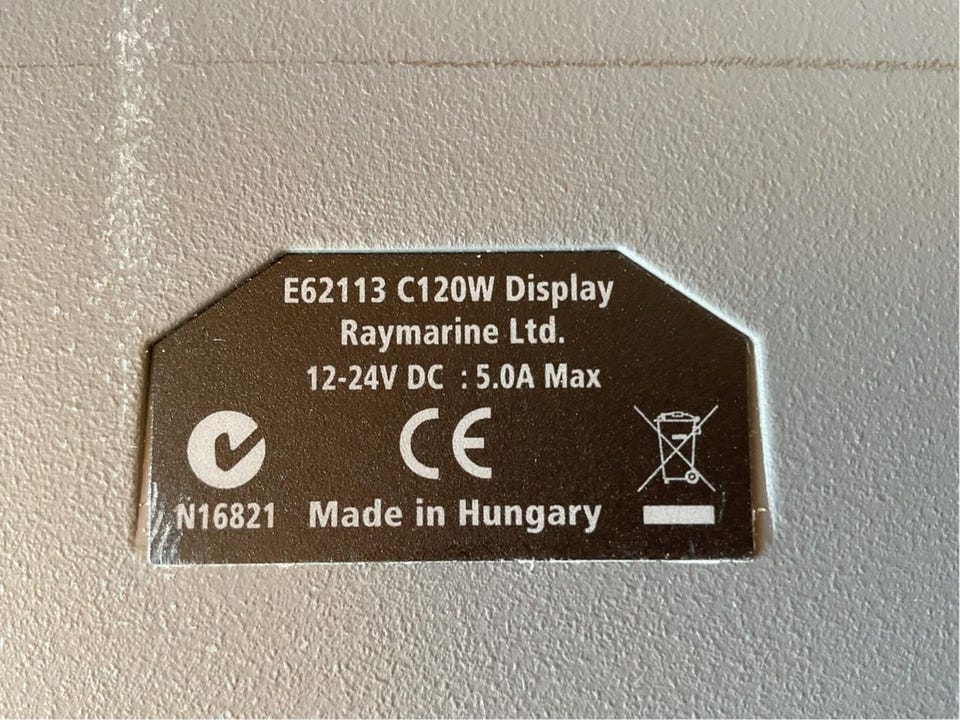 E62113 C120W Display
Raymarine Ltd.
12-24V DC : 5.0A Max
CE
N16821 Made in Hungary